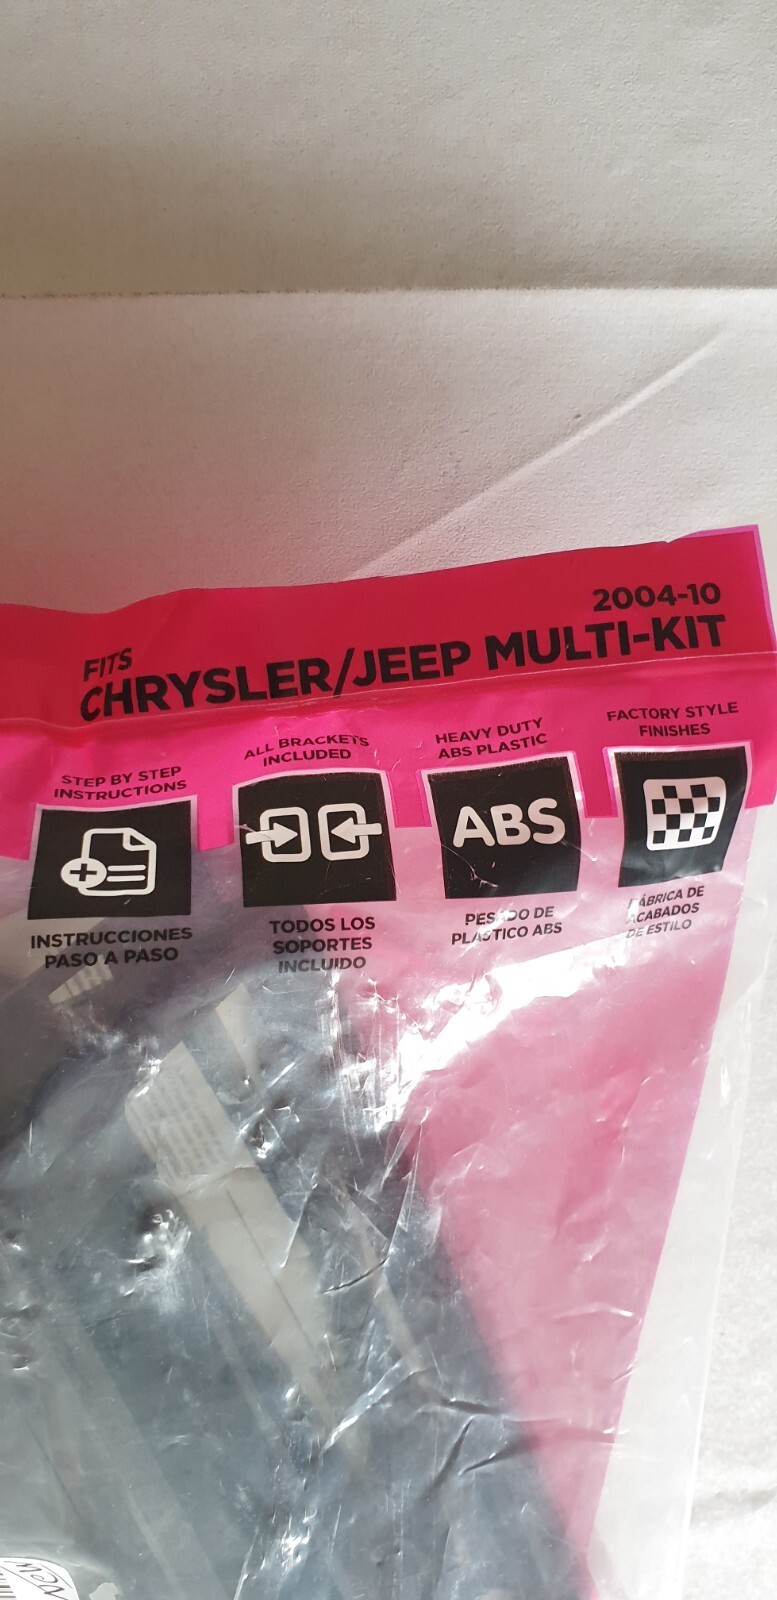 2004-10
FITS
CHRYSLER/JEEP MULTI-KIT
STEP BY STEP
INSTRUCTIONS
INSTRUCCIONES
PASO A PASO
ALL BRACKETS
INCLUDED
TODOS LOS
SOPORTES
INCLUIDO
HEAVY DUTY
ABS PLASTIC
ABS
PESADO DE
PLASTICO ABS
FACTORY STYLE
FINISHES
FÁBRICA DE
ACABADOS
DE ESTILO
New